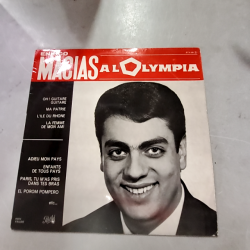 ENRICO
MACIAS A L'OLYMPIA
OH ! GUITARE
GUITARE
MA PATRIE
L'ILE DU RHONE
LA FEMME
DE MON AMI
ADIEU MON PAYS
ENFANTS
DE TOUS PAYS
PARIS, TU M'AS PRIS
DANS TES BRAS
EL POROM POMPERO
etc...